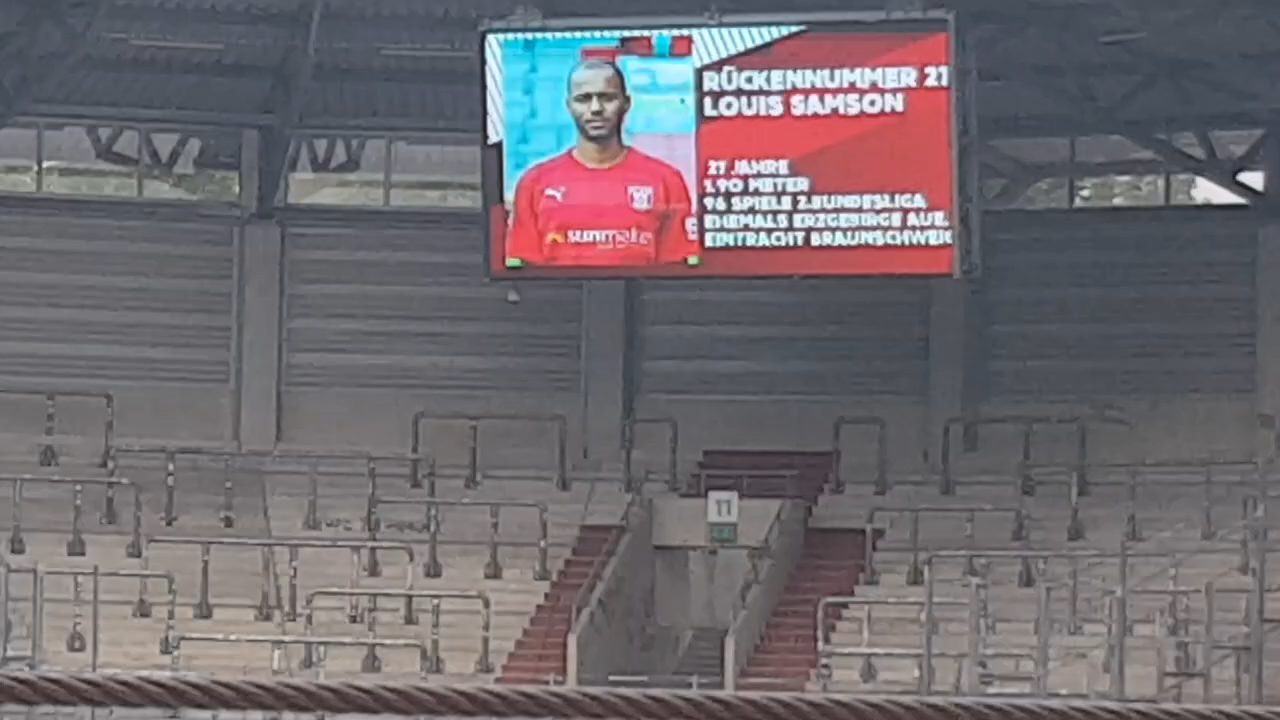 RÜCKENNUMMER 21
LOUIS SAMSON
27 JAHRE
1.90 METER
96 SPIELE 2.BUNDESLIGA
EHEMALS ERZGEBIRGE AUE,
EINTRACHT BRAUNSCHWEIG
sunmaker
11